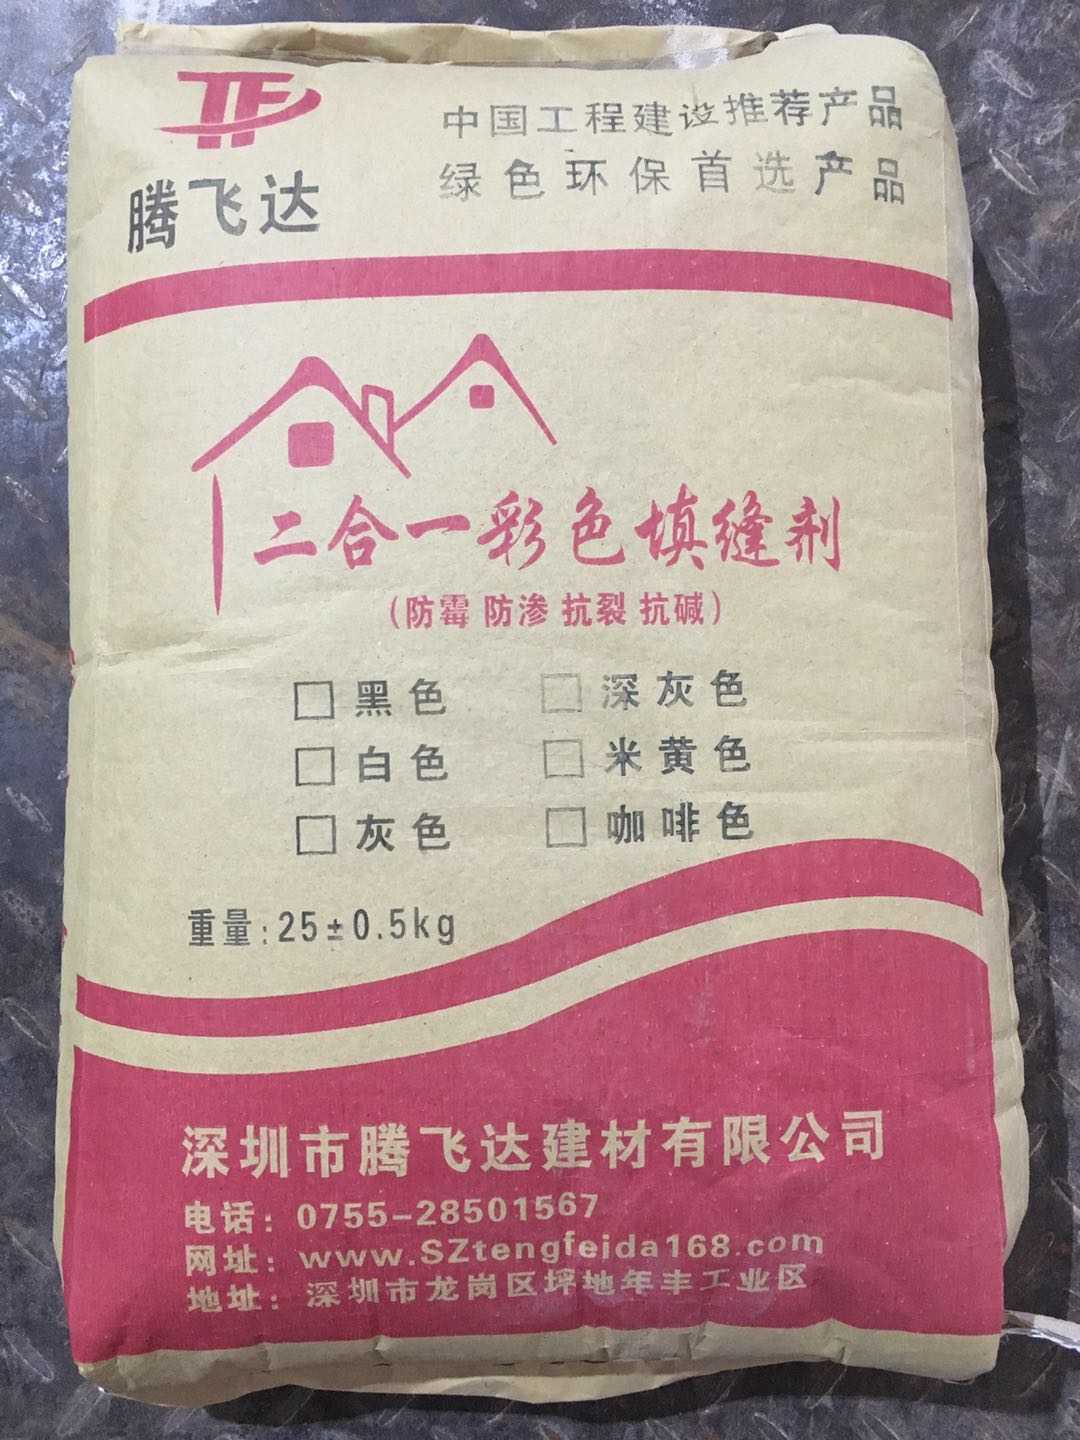 TF
腾飞达
中国工程建设推荐产品
绿色环保首选产品
二合一彩色填缝剂
(防霉 防渗 抗裂 抗碱)
黑色 深灰色
白色 米黄色
灰色 咖啡色
重量:25±0.5kg
深圳市腾飞达建材有限公司
电话:0755-28501567
网址:www.SZtengfeida168.com
地址:深圳市龙岗区坪地年丰工业区